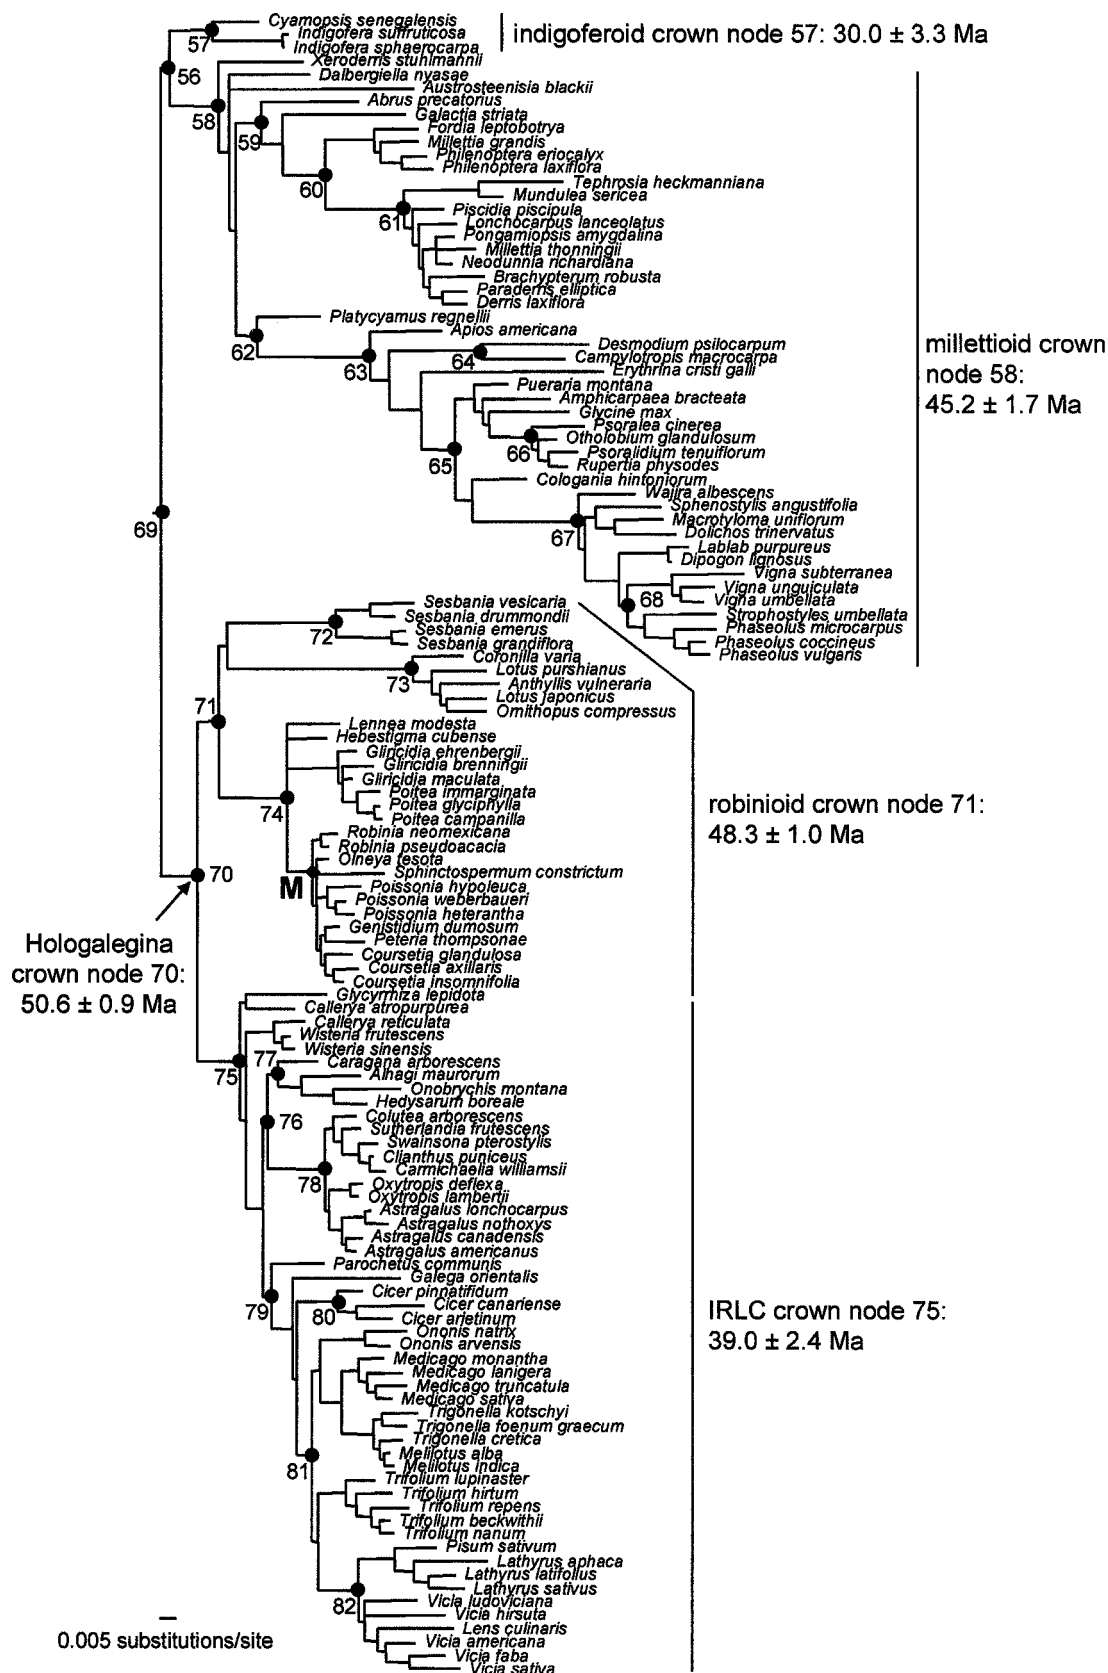 Cyamopsis senegalensis
Indigofera suffruticosa
57
Indigofera sphaerocarpa
indigoferoid crown node 57: 30.0 ± 3.3 Ma
Xeroderris stuhlmannii
56
Dalbergiella nyasae
Austrosteenisia blackii
Abrus precatorius
58
Galactia striata
59
Fordia leptobotrya
Millettia grandis
Philenoptera eriocalyx
Philenoptera laxiflora
60
Tephrosia heckmanniana
Mundulea sericea
Piscidia piscipula
61
Lonchocarpus lanceolatus
Pongamiopsis amygdalina
Millettia thonningii
Neodunnia richardiana
Brachypterum robusta
Paraderris elliptica
Derris laxiflora
Platycyamus regnellii
Apios americana
62
Desmodium psilocarpum
64
Campylotropis macrocarpa
63
Erythrina cristi galli
millettioid crown
node 58:
45.2 ± 1.7 Ma
Pueraria montana
Amphicarpaea bracteata
Glycine max
Psoralea cinerea
Otholobium glandulosum
66
Psoralidium tenuiflorum
65
Rupertia physodes
Cologania hintoniorum
Wajira albescens
Sphenostylis angustifolia
Macrotyloma uniflorum
69
Dolichos trinervatus
67
Lablab purpureus
Dipogon lignosus
Vigna subterranea
Vigna unguiculata
68
Vigna umbellata
Strophostyles umbellata
Phaseolus microcarpus
Phaseolus coccineus
Phaseolus vulgaris
Sesbania vesicaria
Sesbania drummondii
72
Sesbania emerus
Sesbania grandiflora
Coronilla varia
Lotus purshianus
73
Anthyllis vulneraria
Lotus japonicus
71
Ornithopus compressus
Lennea modesta
Hebestigma cubense
Gliricidia ehrenbergii
Gliricidia brenningii
Gliricidia maculata
Poitea immarginata
74
Poitea glyciphylla
Poitea campanilla
robinioid crown node 71:
48.3 ± 1.0 Ma
Robinia neomexicana
Robinia pseudoacacia
Olneya tesota
70
Sphinctospermum constrictum
M
Poissonia hypoleuca
Poissonia weberbaueri
Poissonia heterantha
Genistidium dumosum
Peteria thompsonae
Coursetia glandulosa
Coursetia axillaris
Coursetia insomnifolia
Hologalegina
crown node 70:
50.6 ± 0.9 Ma
Glycyrrhiza lepidota
Callerya atropurpurea
Callerya reticulata
Wisteria frutescens
Wisteria sinensis
77
75
Caragana arborescens
Alhagi maurorum
Onobrychis montana
Hedysarum boreale
76
Colutea arborescens
Sutherlandia frutescens
Swainsona pterostylis
Clianthus puniceus
78
Carmichaelia williamsii
Oxytropis deflexa
Oxytropis lambertii
Astragalus lonchocarpus
Astragalus nothoxys
Astragalus canadensis
Astragalus americanus
Parochetus communis
Galega orientalis
79
Cicer pinnatifidum
Cicer canariense
80
Cicer arietinum
IRLC crown node 75:
39.0 ± 2.4 Ma
Ononis natrix
Ononis arvensis
Medicago monantha
Medicago lanigera
Medicago truncatula
Medicago sativa
Trigonella kotschyi
Trigonella foenum graecum
Trigonella cretica
Melilotus alba
Melilotus indica
81
Trifolium lupinaster
Trifolium hirtum
Trifolium repens
Trifolium beckwithii
Trifolium nanum
Pisum sativum
Lathyrus aphaca
Lathyrus latifolius
Lathyrus sativus
82
Vicia ludoviciana
Vicia hirsuta
Lens culinaris
Vicia americana
Vicia faba
Vicia sativa
0.005 substitutions/site